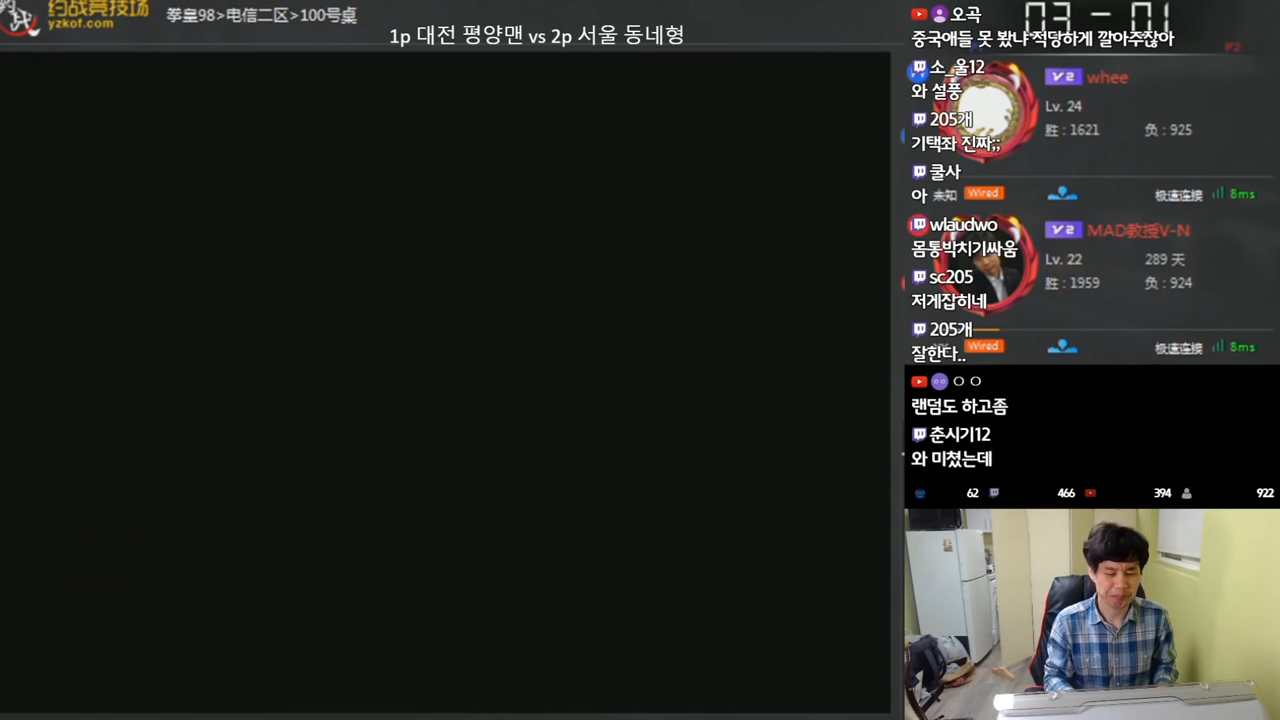 约战竞技场
yzkof.com
拳皇98>电信二区>100号桌
1p 대전 평양맨 vs 2p 서울 동네형
03 - 01
P2
오곡
중국애들 못 봤냐 적당하게 깔아주잖아
소_울12
와 설풍
V2 whee
Lv. 24
胜 : 1621 负 : 925
205개
기택좌 진짜;;
쿨사
아
未知 Wired 极速连接 8ms
wlaudwo
몸통박치기싸움
V2 MAD教授V-N
Lv. 22 289 天
胜 : 1959 负 : 924
sc205
저게잡히네
205개
잘한다..
Wired 极速连接 8ms
ㅇㅇ
랜덤도 하고좀
춘시기12
와 미쳤는데
62 466 394 922